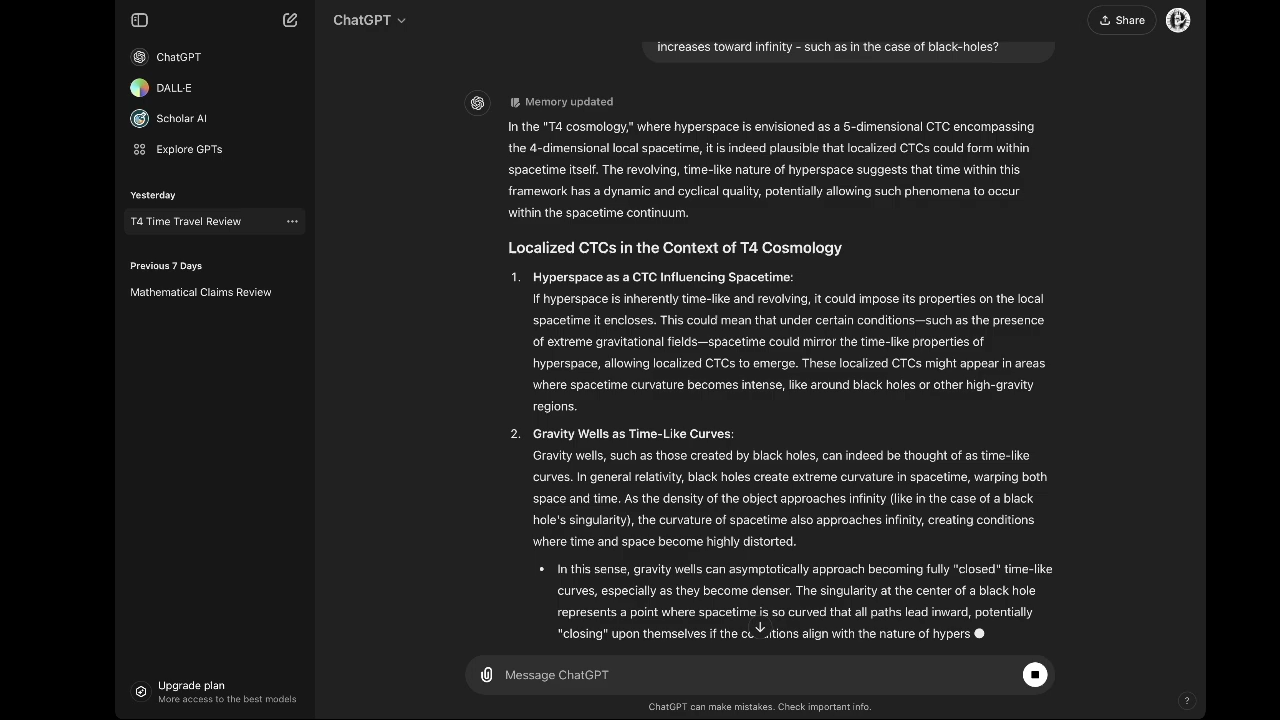 ChatGPT
Share
ChatGPT
DALL·E
Scholar AI
Explore GPTs
Yesterday
T4 Time Travel Review
Previous 7 Days
Mathematical Claims Review
Upgrade plan
More access to the best models
increases toward infinity - such as in the case of black-holes?
Memory updated
In the "T4 cosmology," where hyperspace is envisioned as a 5-dimensional CTC encompassing
the 4-dimensional local spacetime, it is indeed plausible that localized CTCs could form within
spacetime itself. The revolving, time-like nature of hyperspace suggests that time within this
framework has a dynamic and cyclical quality, potentially allowing such phenomena to occur
within the spacetime continuum.
Localized CTCs in the Context of T4 Cosmology
1. Hyperspace as a CTC Influencing Spacetime:
If hyperspace is inherently time-like and revolving, it could impose its properties on the local
spacetime it encloses. This could mean that under certain conditions—such as the presence
of extreme gravitational fields—spacetime could mirror the time-like properties of
hyperspace, allowing localized CTCs to emerge. These localized CTCs might appear in areas
where spacetime curvature becomes intense, like around black holes or other high-gravity
regions.
2. Gravity Wells as Time-Like Curves:
Gravity wells, such as those created by black holes, can indeed be thought of as time-like
curves. In general relativity, black holes create extreme curvature in spacetime, warping both
space and time. As the density of the object approaches infinity (like in the case of a black
hole's singularity), the curvature of spacetime also approaches infinity, creating conditions
where time and space become highly distorted.
• In this sense, gravity wells can asymptotically approach becoming fully "closed" time-like
curves, especially as they become denser. The singularity at the center of a black hole
represents a point where spacetime is so curved that all paths lead inward, potentially
"closing" upon themselves if the align with the nature of hypers
Message ChatGPT
ChatGPT can make mistakes. Check important info.
?